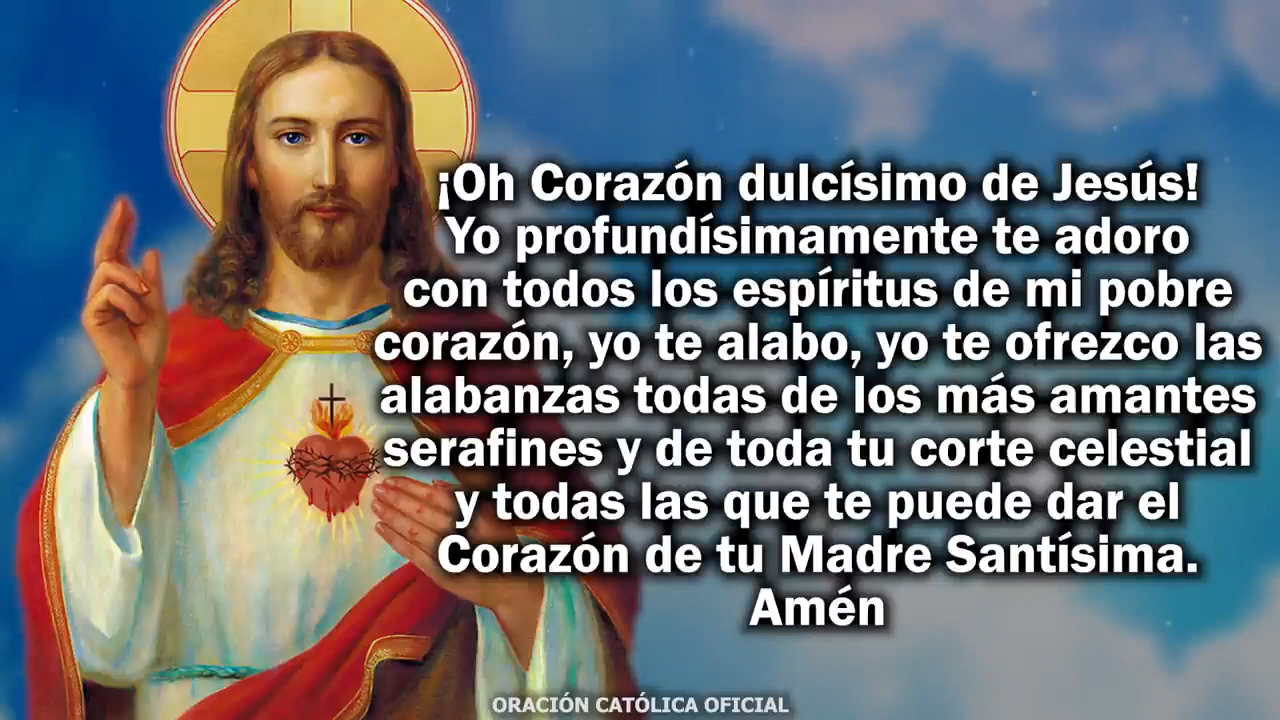 ¡Oh Corazón dulcísimo de Jesús!
Yo profundísimamente te adoro
con todos los espíritus de mi pobre
corazón, yo te alabo, yo te ofrezco las
alabanzas todas de los más amantes
serafines y de toda tu corte celestial
y todas las que te puede dar el
Corazón de tu Madre Santísima.
Amén
ORACIÓN CATÓLICA OFICIAL